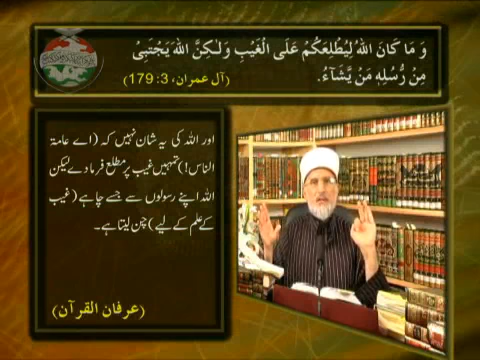 وَ مَا كَانَ اللهُ لِيُطْلِعَكُمْ عَلَى الْغَيْبِ وَلٰكِنَّ اللهَ يَجْتَبِيْ
مِنْ رُّسُلِهٖ مَنْ يَّشَآءُ.
(آل عمران، 3:179)
اور اللہ کی یہ شان نہیں کہ (اے عامۃ
الناس!) تمہیں غیب پر مطلع فرما دے لیکن
اللہ اپنے رسولوں سے جسے چاہے (غیب
کے علم کے لیے) چن لیتا ہے۔
(عرفان القرآن)